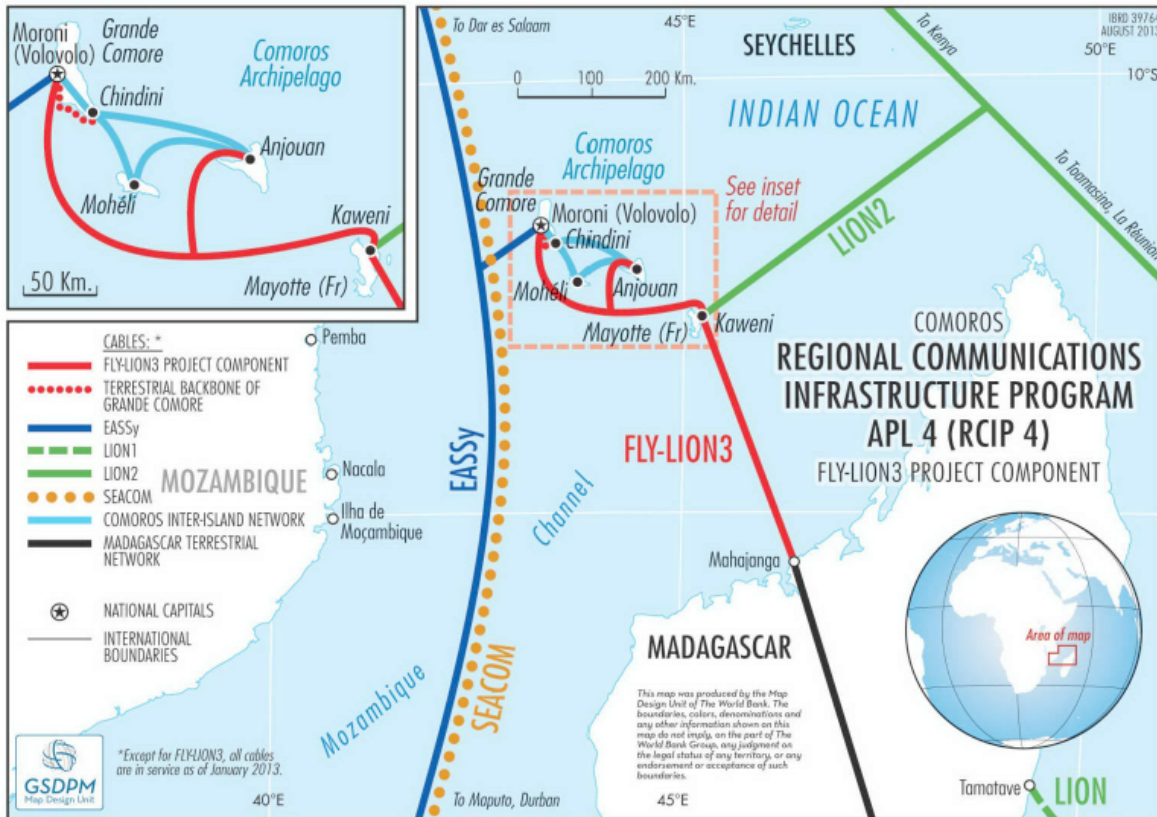 Moroni
(Volovolo)
Grande
Comore
Comoros
Archipelago
Chindini
Anjouan
Mohéli
Kaweni
Mayotte (Fr)
50 Km.
To Dar es Salaam
45°E
SEYCHELLES
0 100 200 Km.
INDIAN OCEAN
To Kenya
IBRD 39764
AUGUST 2013
50°E
10°S
To Toamasina, La Réunion
Comoros
Archipelago
Grande
Comore
See inset
for detail
Moroni (Volovolo)
Chindini
Mohéli
Anjouan
Mayotte (Fr)
Kaweni
LION2
COMOROS
REGIONAL COMMUNICATIONS
INFRASTRUCTURE PROGRAM
APL 4 (RCIP 4)
FLY-LION3 PROJECT COMPONENT
CABLES: *
FLY-LION3 PROJECT COMPONENT
TERRESTRIAL BACKBONE OF
GRANDE COMORE
EASSy
LION1
LION2
SEACOM
COMOROS INTER-ISLAND NETWORK
MADAGASCAR TERRESTRIAL
NETWORK
NATIONAL CAPITALS
INTERNATIONAL
BOUNDARIES
Pemba
MOZAMBIQUE
Nacala
Ilha de
Moçambique
EASSy
SEACOM
Mozambique
Channel
FLY-LION3
Mahajanga
MADAGASCAR
This map was produced by the Map
Design Unit of The World Bank. The
boundaries, colors, denominations and
any other information shown on this
map do not imply, on the part of The
World Bank Group, any judgment on
the legal status of any territory, or any
endorsement or acceptance of such
boundaries.
Area of map
GSDPM
Map Design Unit
*Except for FLY-LION3, all cables
are in service as of January 2013.
40°E
To Maputo, Durban
45°E
Tamatave
LION